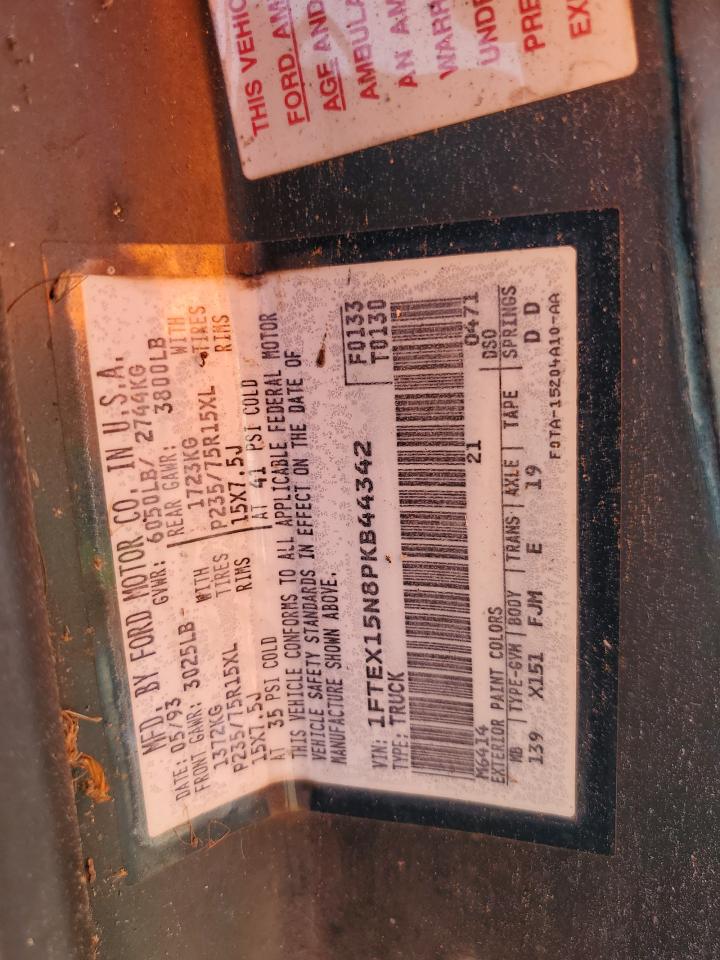 MFD. BY FORD MOTOR CO. IN U.S.A.
DATE: 05/93 GVWR: 6050LB/ 2744KG
FRONT GAWR: 3025LB REAR GAWR: 3800LB
1372KG WITH 1723KG WITH
P235/75R15XL TIRES P235/75R15XL TIRES
15X7.5J RIMS 15X7.5J RIMS
AT 35 PSI COLD AT 41 PSI COLD
THIS VEHICLE CONFORMS TO ALL APPLICABLE FEDERAL MOTOR
VEHICLE SAFETY STANDARDS IN EFFECT ON THE DATE OF
MANUFACTURE SHOWN ABOVE.
VIN: 1FTEX15N8PKB44342 F0133
TYPE: TRUCK T0130
M6414 21 0471
EXTERIOR PAINT COLORS DSO
WB TYPE-GVW BODY TRANS AXLE TAPE SPRINGS
139 X151 FJM E 19 D D
F0TA-15204A10-AA
THIS VEHIC
FORD. AM
AGE AND
AMBULA
AN AM
WARR
UNDE
PRE
EX